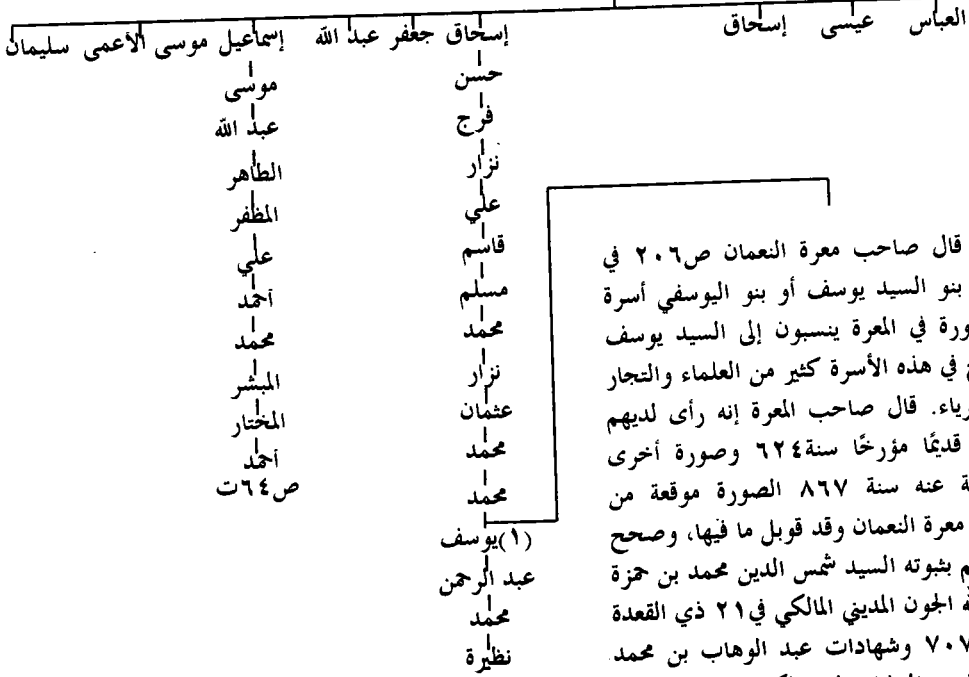 العباس عيسى إسحاق إسحاق جعفر عبد الله إسماعيل موسى الأعمى سليمان
حسن
فرج
نزار
علي
قاسم
مسلم
محمد
نزار
عثمان
محمد
محمد
(١)يوسف
عبد الرحمن
محمد
نظيرة
موسى
عبد الله
الطاهر
المظفر
علي
أحمد
محمد
المبشر
المختار
أحمد
ص٦٤ت
قال صاحب معرة النعمان ص٢٠٦ في
بنو السيد يوسف أو بنو اليوسفي أسرة
ورة في المعرة ينسبون إلى السيد يوسف
في هذه الأسرة كثير من العلماء والتجار
رياء. قال صاحب المعرة إنه رأى لديهم
قديمًا مؤرخًا سنة٦٢٤ وصورة أخرى
ة عنه سنة ٨٦٧ الصورة موقعة من
معرة النعمان وقد قوبل ما فيها، وصحح
م بثبوته السيد شمس الدين محمد بن حمزة
الجون المديني المالكي في٢١ ذي القعدة
٧٠٧ وشهادات عبد الوهاب بن محمد